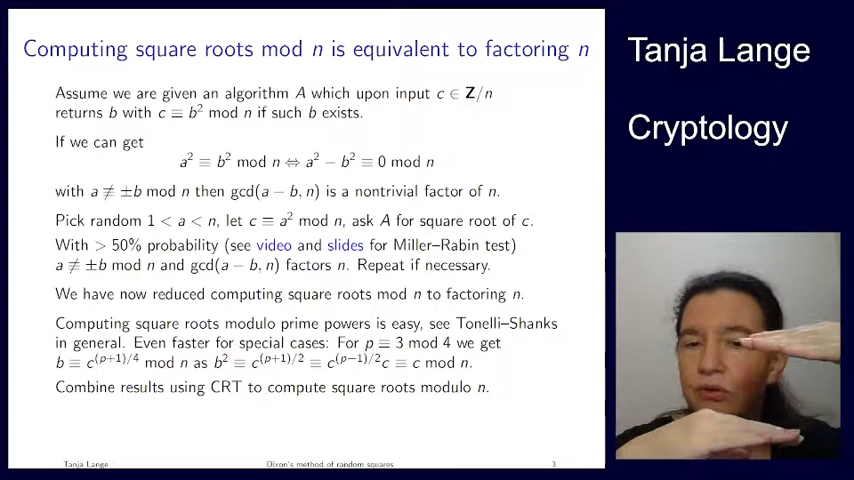 Computing square roots mod n is equivalent to factoring n
Assume we are given an algorithm A which upon input c ∈ Z/n
returns b with c ≡ b² mod n if such b exists.
If we can get
a² ≡ b² mod n ⇔ a² − b² ≡ 0 mod n
with a ≢ ±b mod n then gcd(a − b, n) is a nontrivial factor of n.
Pick random 1 < a < n, let c ≡ a² mod n, ask A for square root of c.
With > 50% probability (see video and slides for Miller–Rabin test)
a ≢ ±b mod n and gcd(a − b, n) factors n. Repeat if necessary.
We have now reduced computing square roots mod n to factoring n.
Computing square roots modulo prime powers is easy, see Tonelli–Shanks
in general. Even faster for special cases: For p ≡ 3 mod 4 we get
b ≡ c^(p+1)/4 mod n as b² ≡ c^(p+1)/2 ≡ c^(p−1)/2 c ≡ c mod n.
Combine results using CRT to compute square roots modulo n.
Tanja Lange
Dixon's method of random squares
3
Tanja Lange
Cryptology